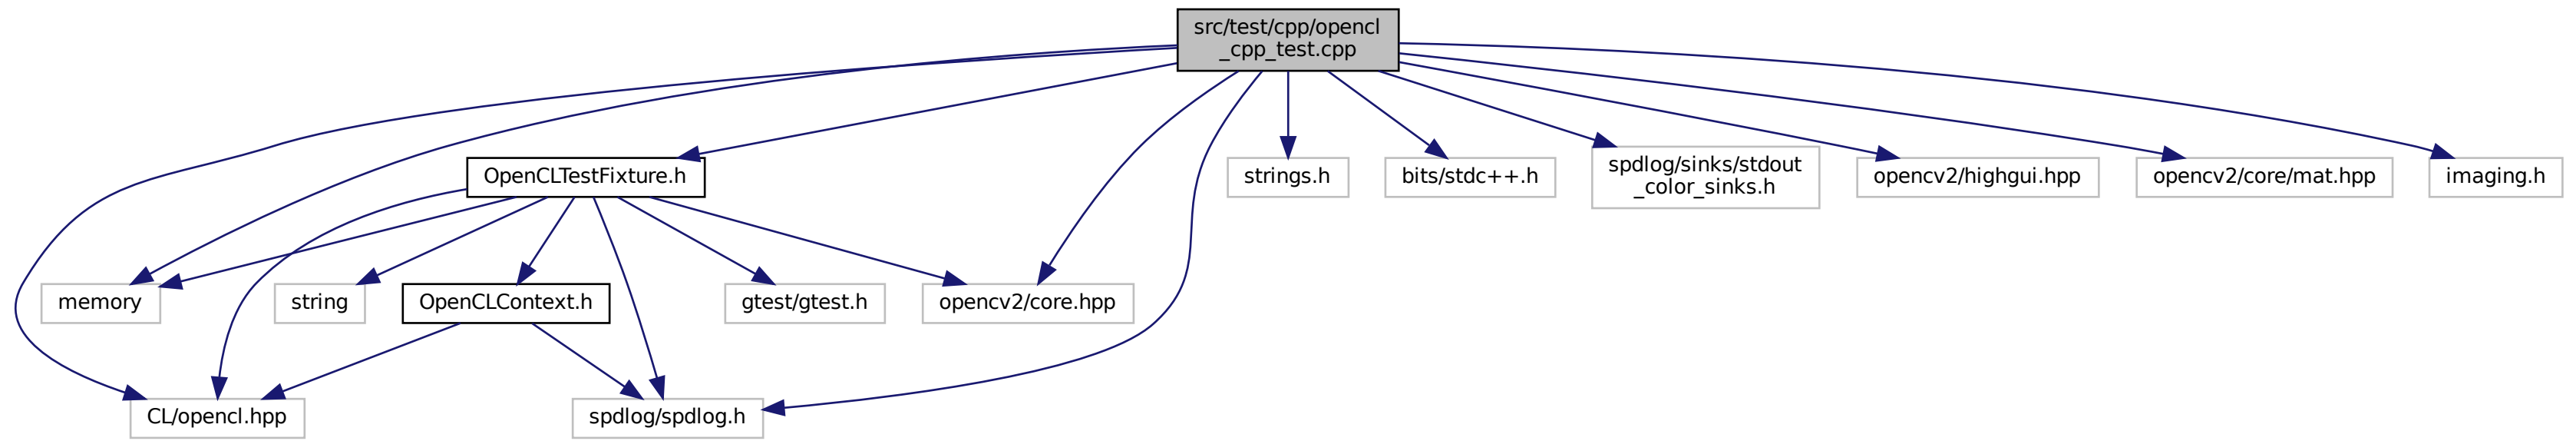 src/test/cpp/opencl
_cpp_test.cpp
OpenCLTestFixture.h
strings.h
bits/stdc++.h
spdlog/sinks/stdout
_color_sinks.h
opencv2/highgui.hpp
opencv2/core/mat.hpp
imaging.h
memory
string
OpenCLContext.h
gtest/gtest.h
opencv2/core.hpp
CL/opencl.hpp
spdlog/spdlog.h